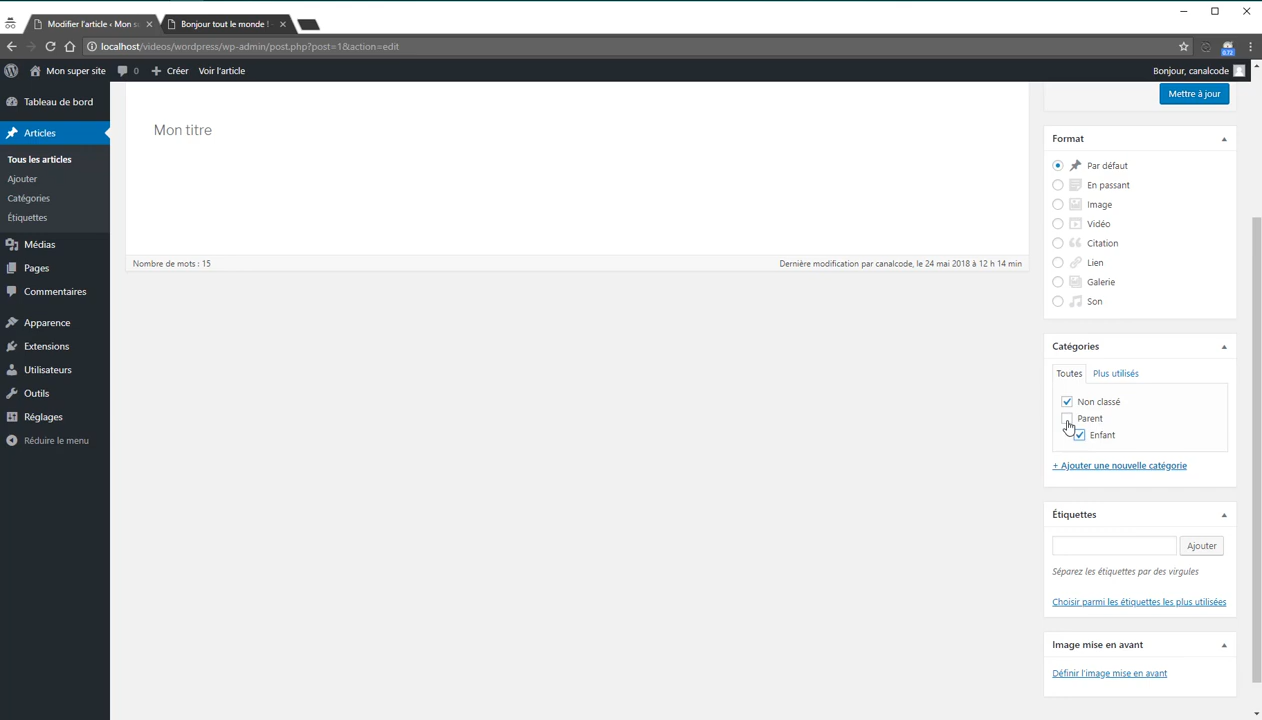 Modifier l'article ‹ Mon s
Bonjour tout le monde ! -
localhost/videos/wordpress/wp-admin/post.php?post=1&action=edit
0.72
Mon super site
0
Créer
Voir l'article
Bonjour, canalcode
Tableau de bord
Articles
Tous les articles
Ajouter
Catégories
Étiquettes
Médias
Pages
Commentaires
Apparence
Extensions
Utilisateurs
Outils
Réglages
Réduire le menu
Mon titre
Nombre de mots : 15
Dernière modification par canalcode, le 24 mai 2018 à 12 h 14 min
Mettre à jour
Format
Par défaut
En passant
Image
Vidéo
Citation
Lien
Galerie
Son
Catégories
Toutes
Plus utilisés
Non classé
Parent
Enfant
+ Ajouter une nouvelle catégorie
Étiquettes
Ajouter
Séparez les étiquettes par des virgules
Choisir parmi les étiquettes les plus utilisées
Image mise en avant
Définir l'image mise en avant